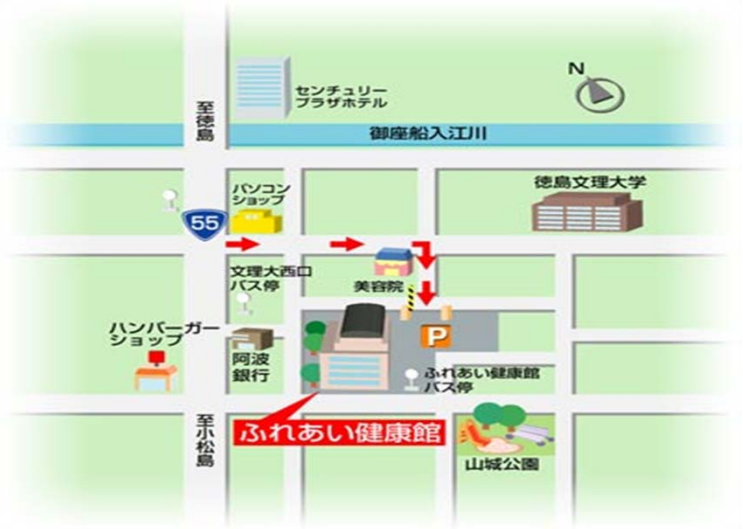 N
センチュリー
プラザホテル
至徳島
御座船入江川
パソコン
ショップ
徳島文理大学
55
文理大西口
バス停
美容院
ハンバーガー
ショップ
阿波
銀行
P
ふれあい健康館
バス停
ふれあい健康館
至小松島
山城公園